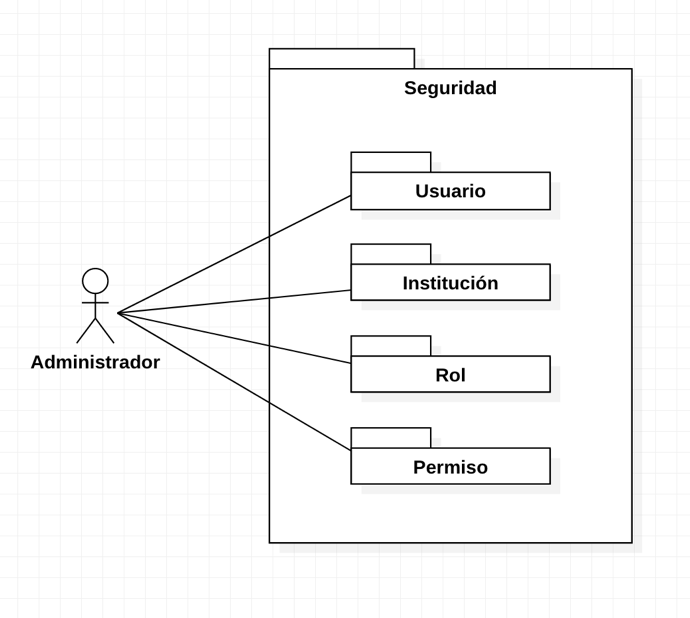 Seguridad
Usuario
Institución
Rol
Permiso
Administrador